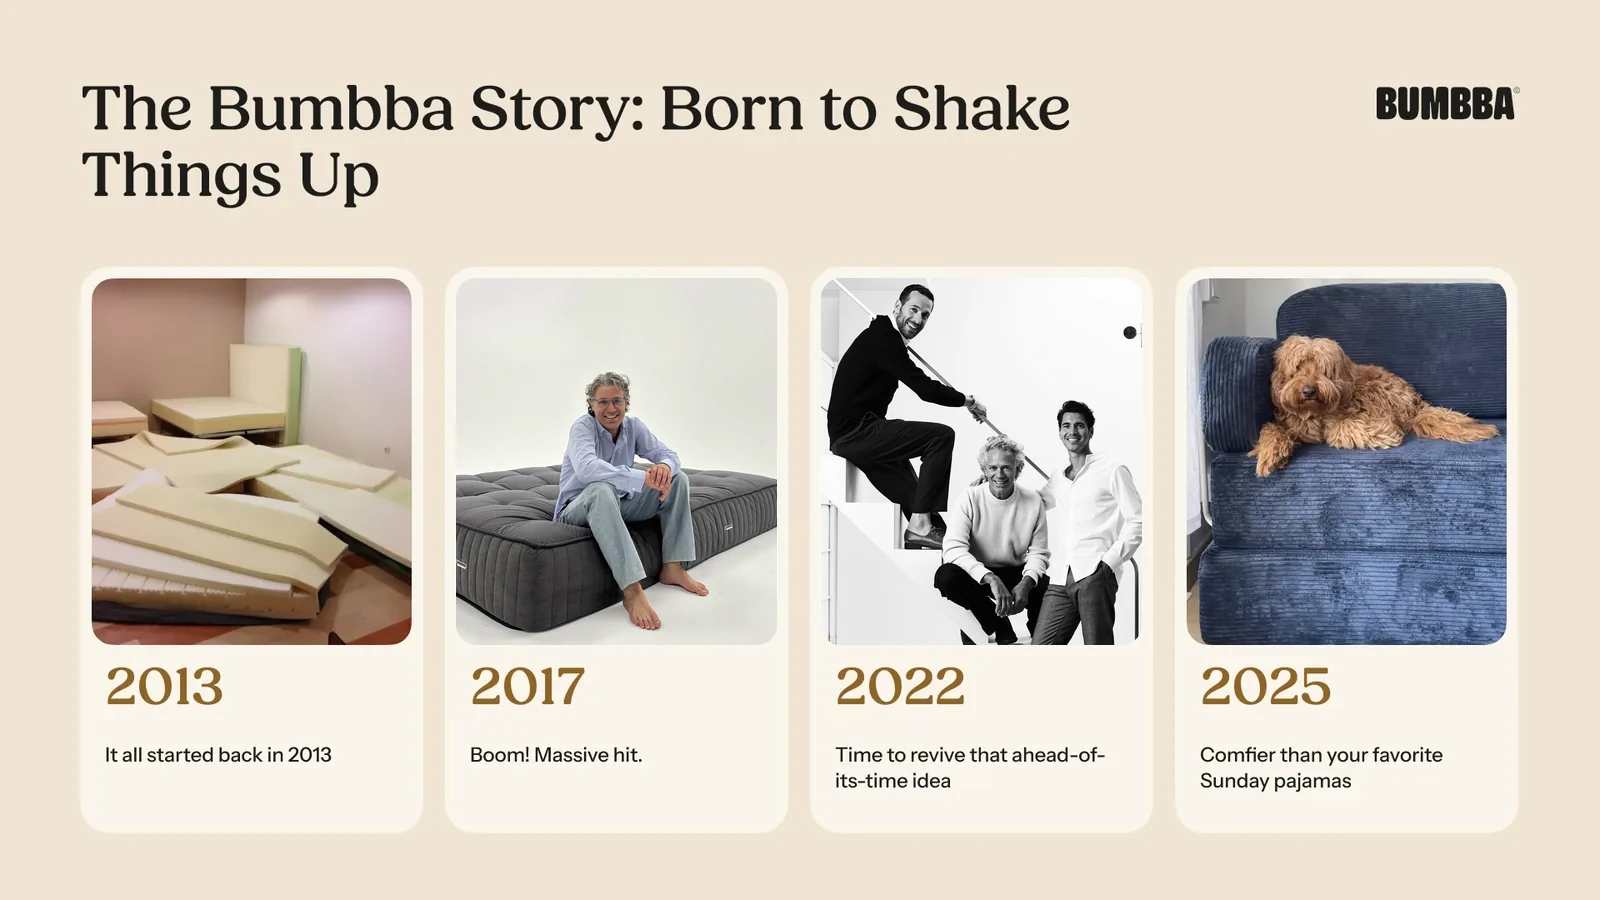 The Bumbba Story: Born to Shake
Things Up
BUMBBA©
2013
It all started back in 2013
2017
Boom! Massive hit.
2022
Time to revive that ahead-of-
its-time idea
2025
Comfier than your favorite
Sunday pajamas